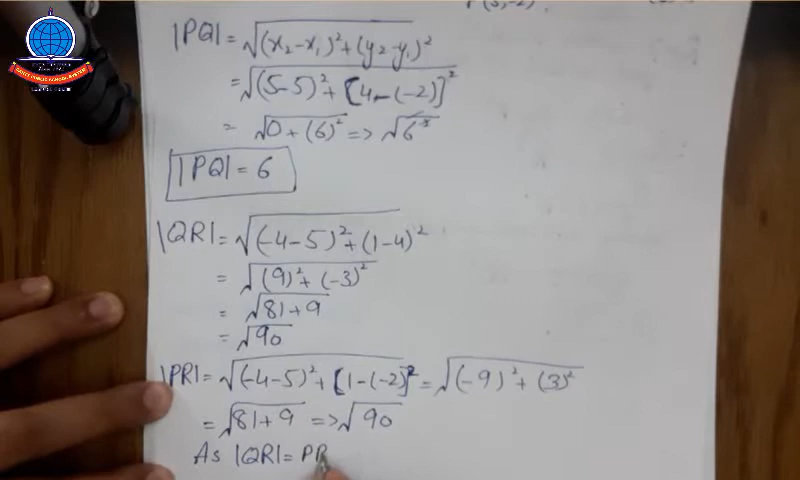 P(5,-2)
|PQ| = √(x₂-x₁)²+(y₂-y₁)²
= √(5-5)²+[4-(-2)]²
= √0+(6)² => √6²
|PQ| = 6
|QR| = √(-4-5)²+(1-4)²
= √(9)²+(-3)²
= √81+9
= √90
|PR| = √(-4-5)²+[1-(-2)]² = √(-9)²+(3)²
= √81+9 => √90
As |QR| = PR